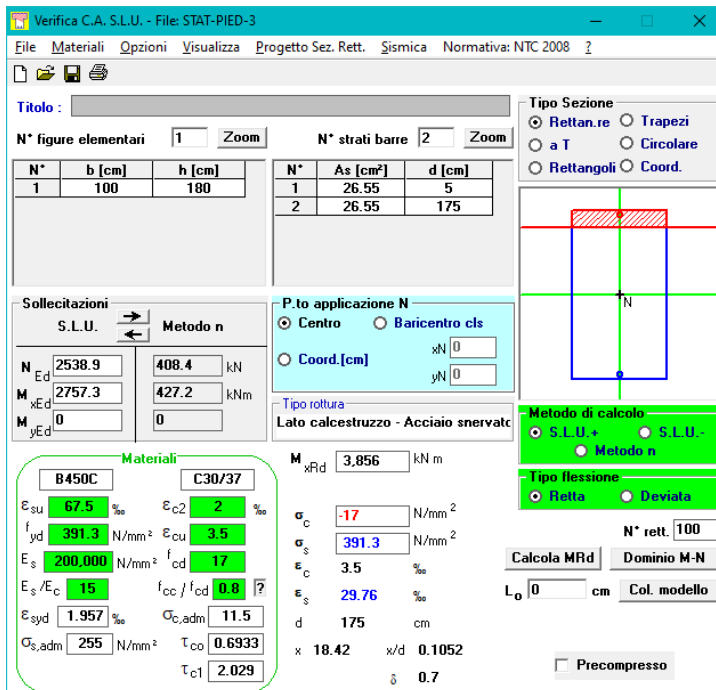 Verifica C.A. S.L.U. - File: STAT-PIED-3
File Materiali Opzioni Visualizza Progetto Sez. Rett. Sismica Normativa: NTC 2008 ?
Titolo :
N° figure elementari 1 Zoom N° strati barre 2 Zoom
N° b [cm] h [cm]
1 100 180
N° As [cm²] d [cm]
1 26.55 5
2 26.55 175
Tipo Sezione
Rettan.re Trapezi
a T Circolare
Rettangoli Coord.
N
Sollecitazioni
S.L.U. Metodo n
N Ed 2538.9 408.4 kN
M xEd 2757.3 427.2 kNm
M yEd 0 0
P.to applicazione N
Centro Baricentro cls
Coord.[cm] xN 0
yN 0
Tipo rottura
Lato calcestruzzo - Acciaio snervato
Metodo di calcolo
S.L.U.+ S.L.U.-
Metodo n
Tipo flessione
Retta Deviata
N° rett. 100
Calcola MRd Dominio M-N
L₀ 0 cm Col. modello
Precompresso
Materiali
B450C C30/37
εsu 67.5 ‰ εc2 2 ‰
fyd 391.3 N/mm² εcu 3.5
Es 200,000 N/mm² fcd 17
Es/Ec 15 fcc / fcd 0.8 ?
εsyd 1.957 ‰ σc,adm 11.5
σs,adm 255 N/mm² τco 0.6933
τc1 2.029
M xRd 3,856 kN m
σc -17 N/mm²
σs 391.3 N/mm²
εc 3.5 ‰
εs 29.76 ‰
d 175 cm
x 18.42 x/d 0.1052
δ 0.7